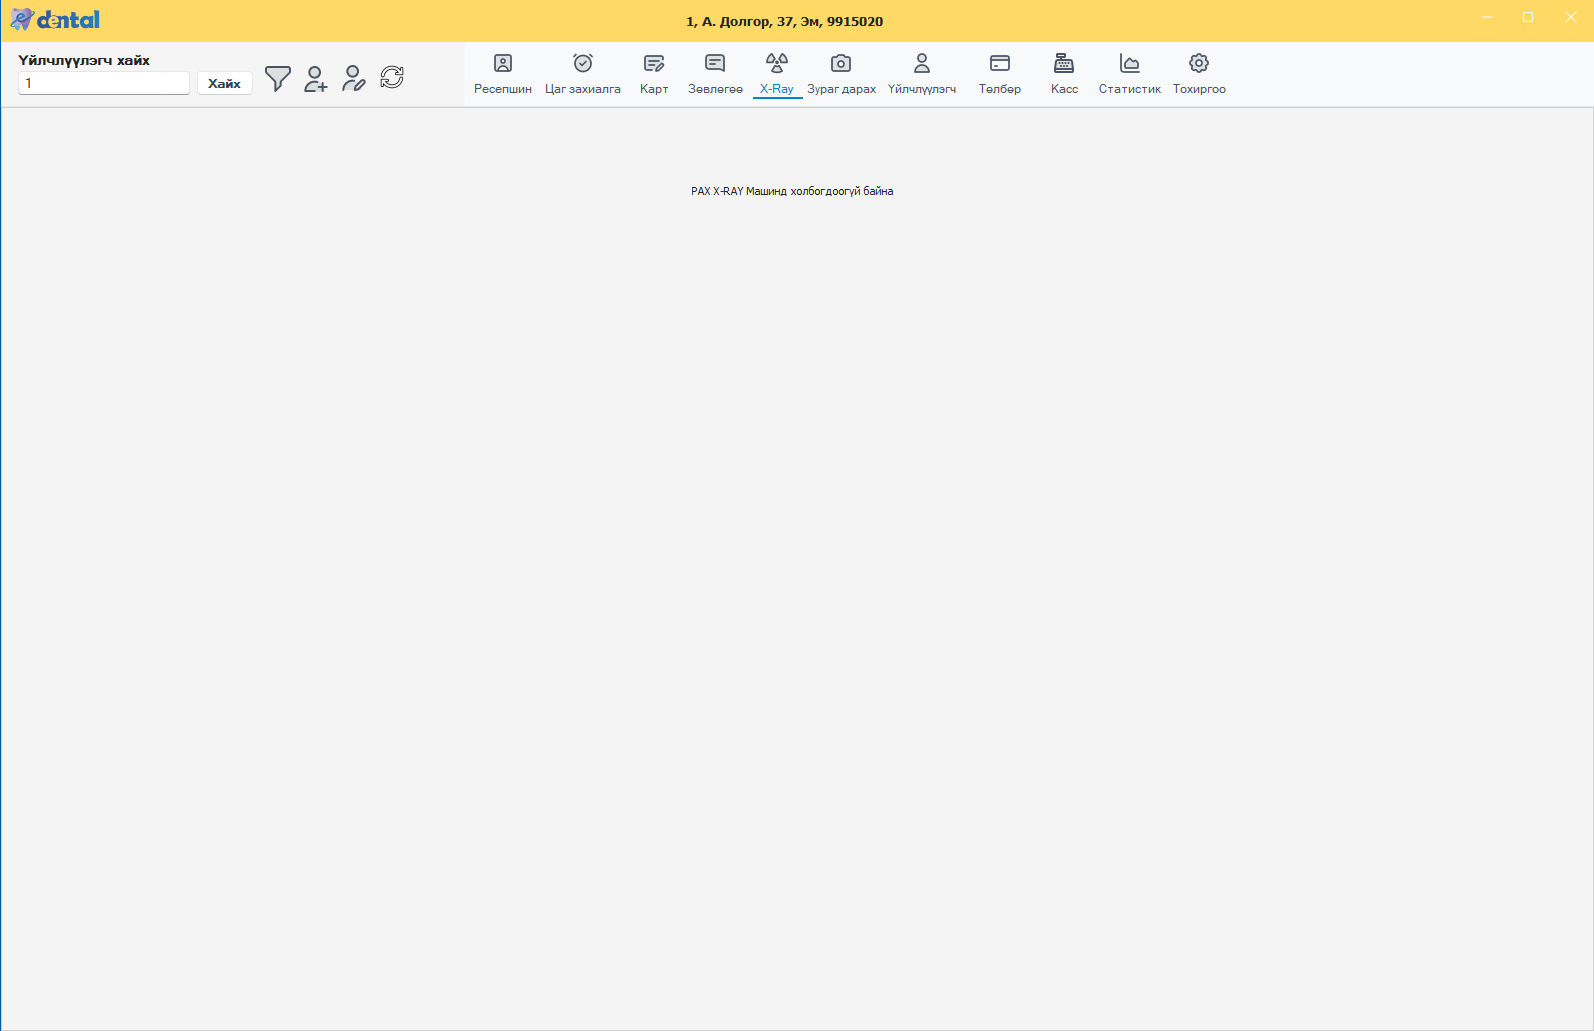 dental
1, А. Долгор, 37, Эм, 9915020
Үйлчлүүлэгч хайх
1
Хайх
Ресепшин
Цаг захиалга
Карт
Зөвлөгөө
X-Ray
Зураг дарах
Үйлчлүүлэгч
Төлбөр
Касс
Статистик
Тохиргоо
PAX X-RAY Машинд холбогдоогүй байна